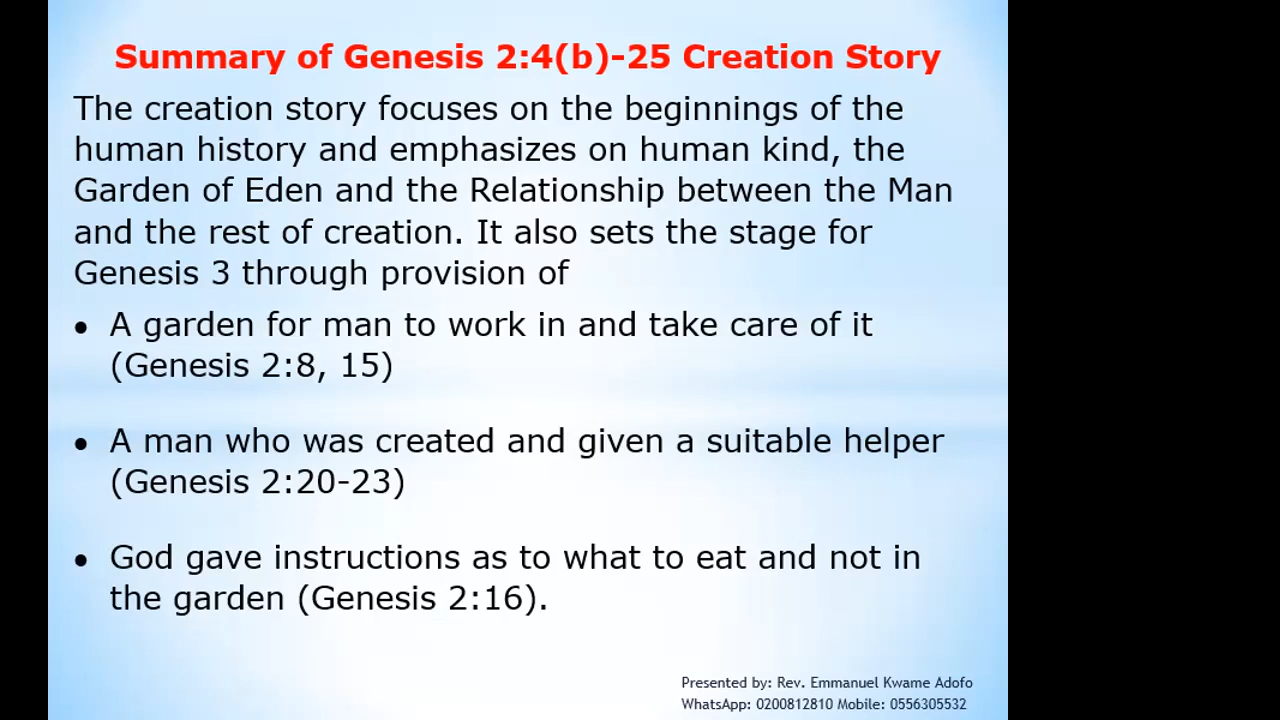 Summary of Genesis 2:4(b)-25 Creation Story
The creation story focuses on the beginnings of the
human history and emphasizes on human kind, the
Garden of Eden and the Relationship between the Man
and the rest of creation. It also sets the stage for
Genesis 3 through provision of
• A garden for man to work in and take care of it
(Genesis 2:8, 15)
• A man who was created and given a suitable helper
(Genesis 2:20-23)
• God gave instructions as to what to eat and not in
the garden (Genesis 2:16).
Presented by: Rev. Emmanuel Kwame Adofo
WhatsApp: 0200812810 Mobile: 0556305532